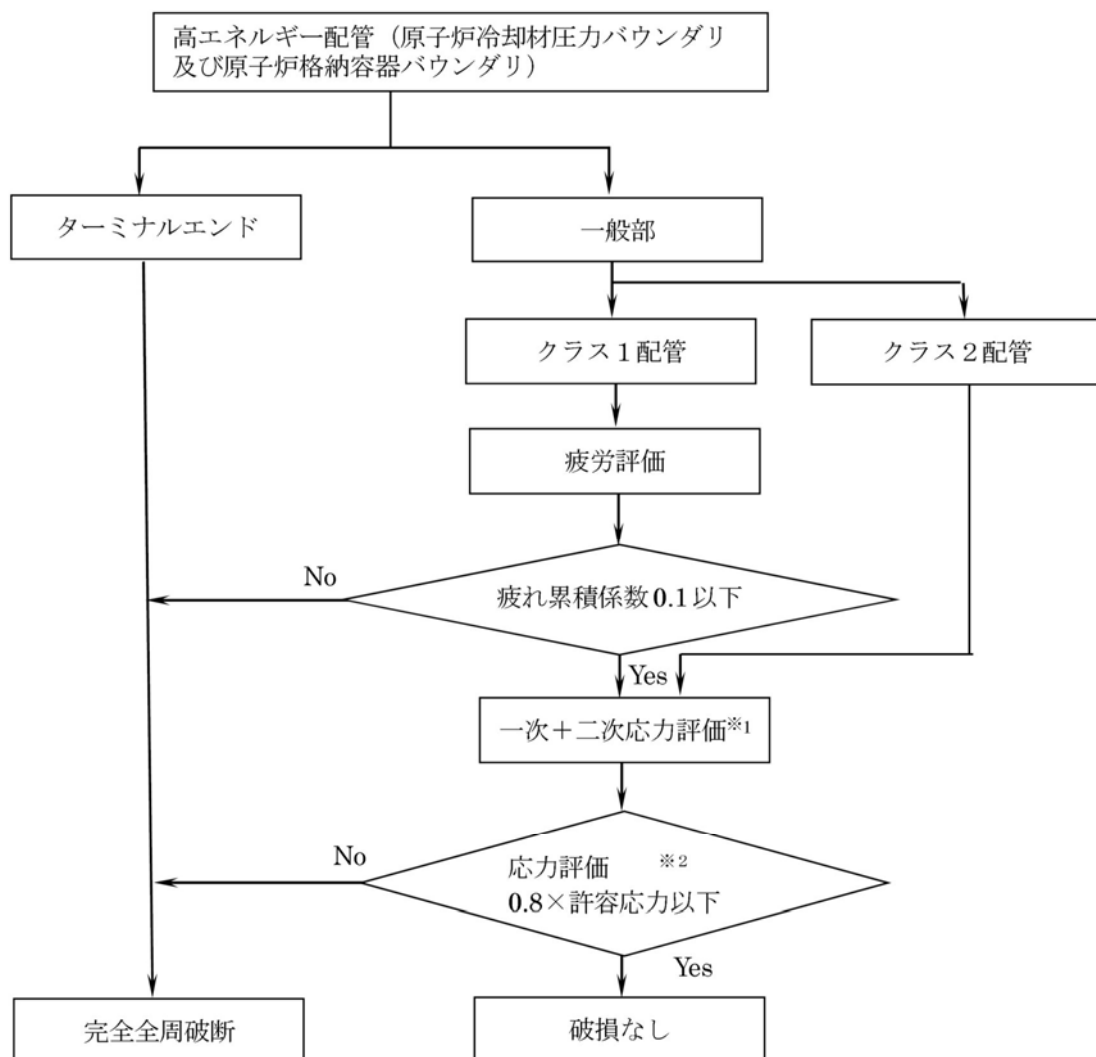 高エネルギー配管（原子炉冷却材圧力バウンダリ
及び原子炉格納容器バウンダリ）
ターミナルエンド
一般部
クラス１配管
クラス２配管
疲労評価
No
疲れ累積係数 0.1 以下
Yes
一次＋二次応力評価※1
No
応力評価 ※2
0.8×許容応力以下
Yes
完全全周破断
破損なし